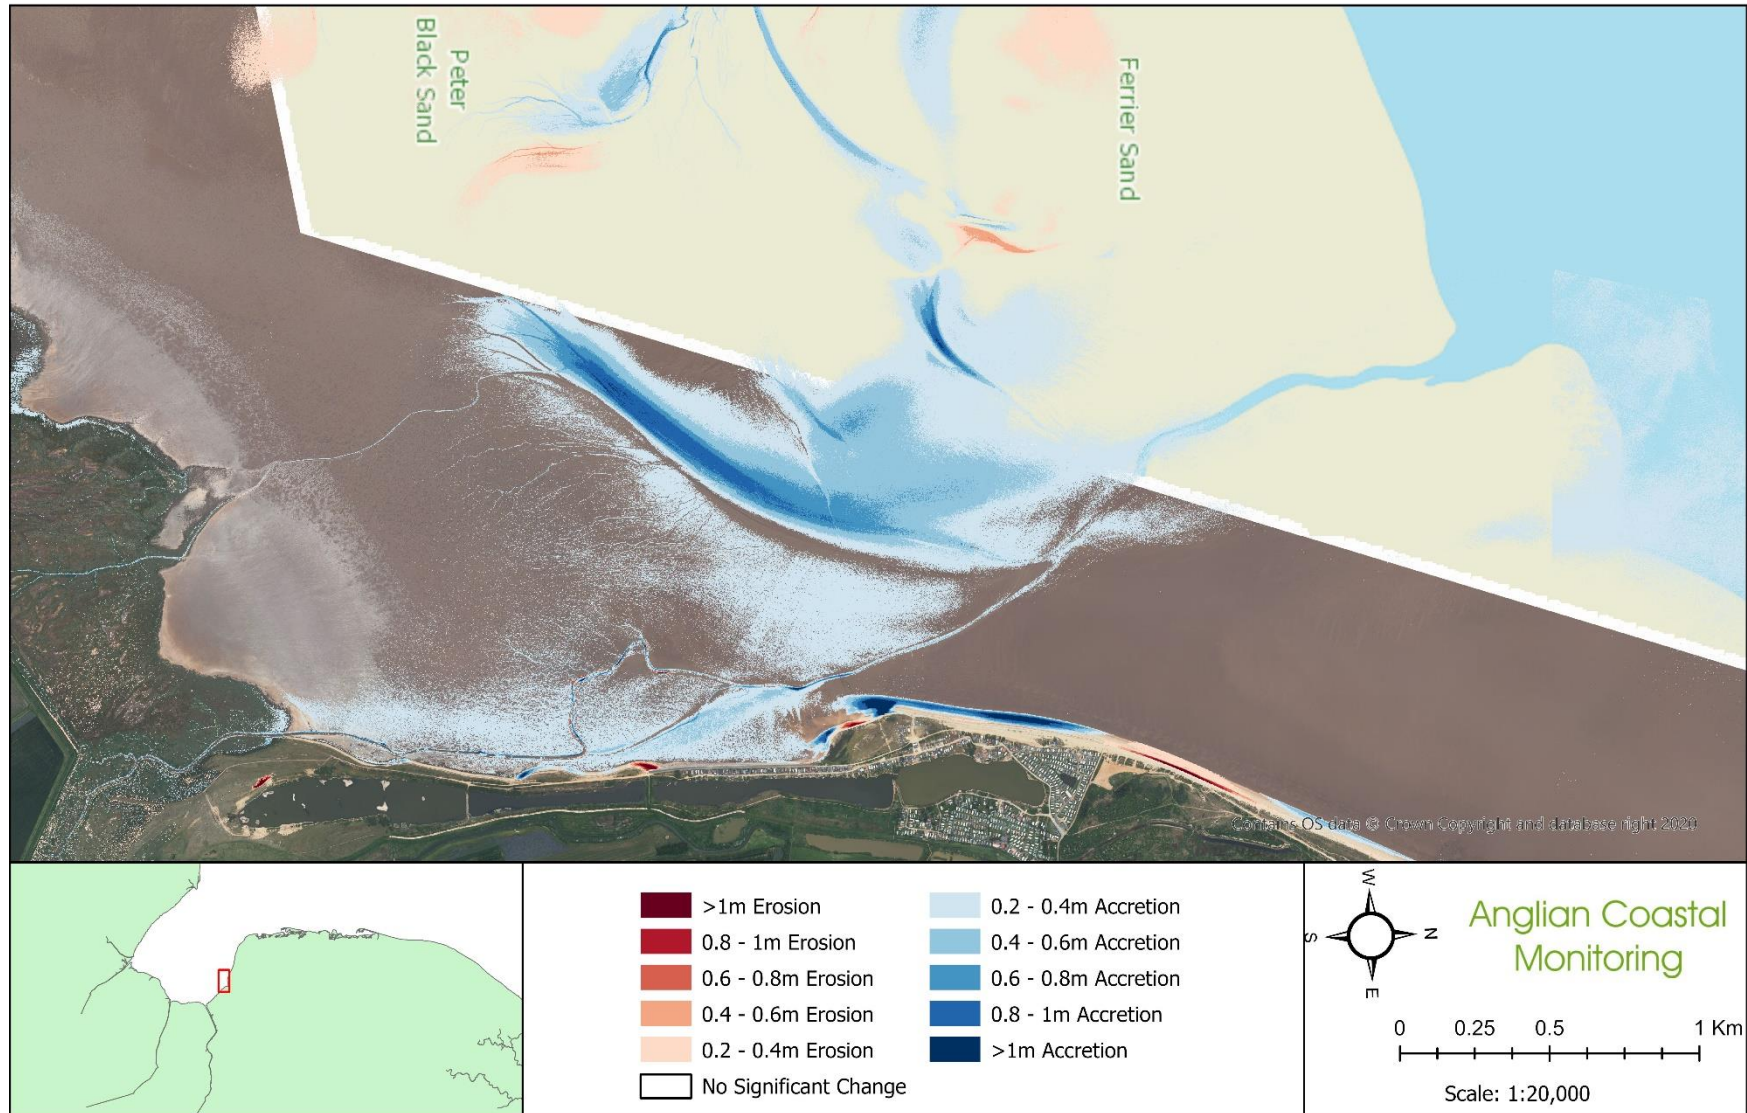 Peter
Black Sand
Ferrier Sand
Contains OS data © Crown Copyright and database right 2020
>1m Erosion
0.8 - 1m Erosion
0.6 - 0.8m Erosion
0.4 - 0.6m Erosion
0.2 - 0.4m Erosion
No Significant Change
0.2 - 0.4m Accretion
0.4 - 0.6m Accretion
0.6 - 0.8m Accretion
0.8 - 1m Accretion
>1m Accretion
W
S
N
E
Anglian Coastal
Monitoring
0 0.25 0.5 1 Km
Scale: 1:20,000